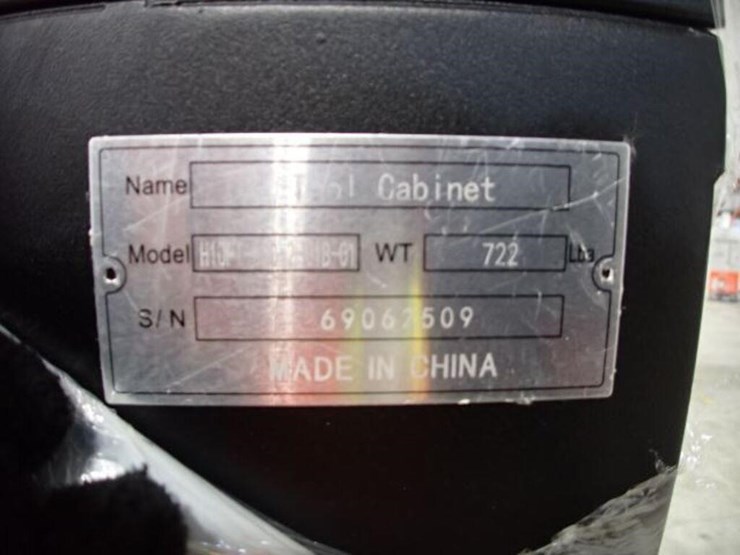 Name Cabinet
Model WT 722 Lbs
S/N 69062509
MADE IN CHINA